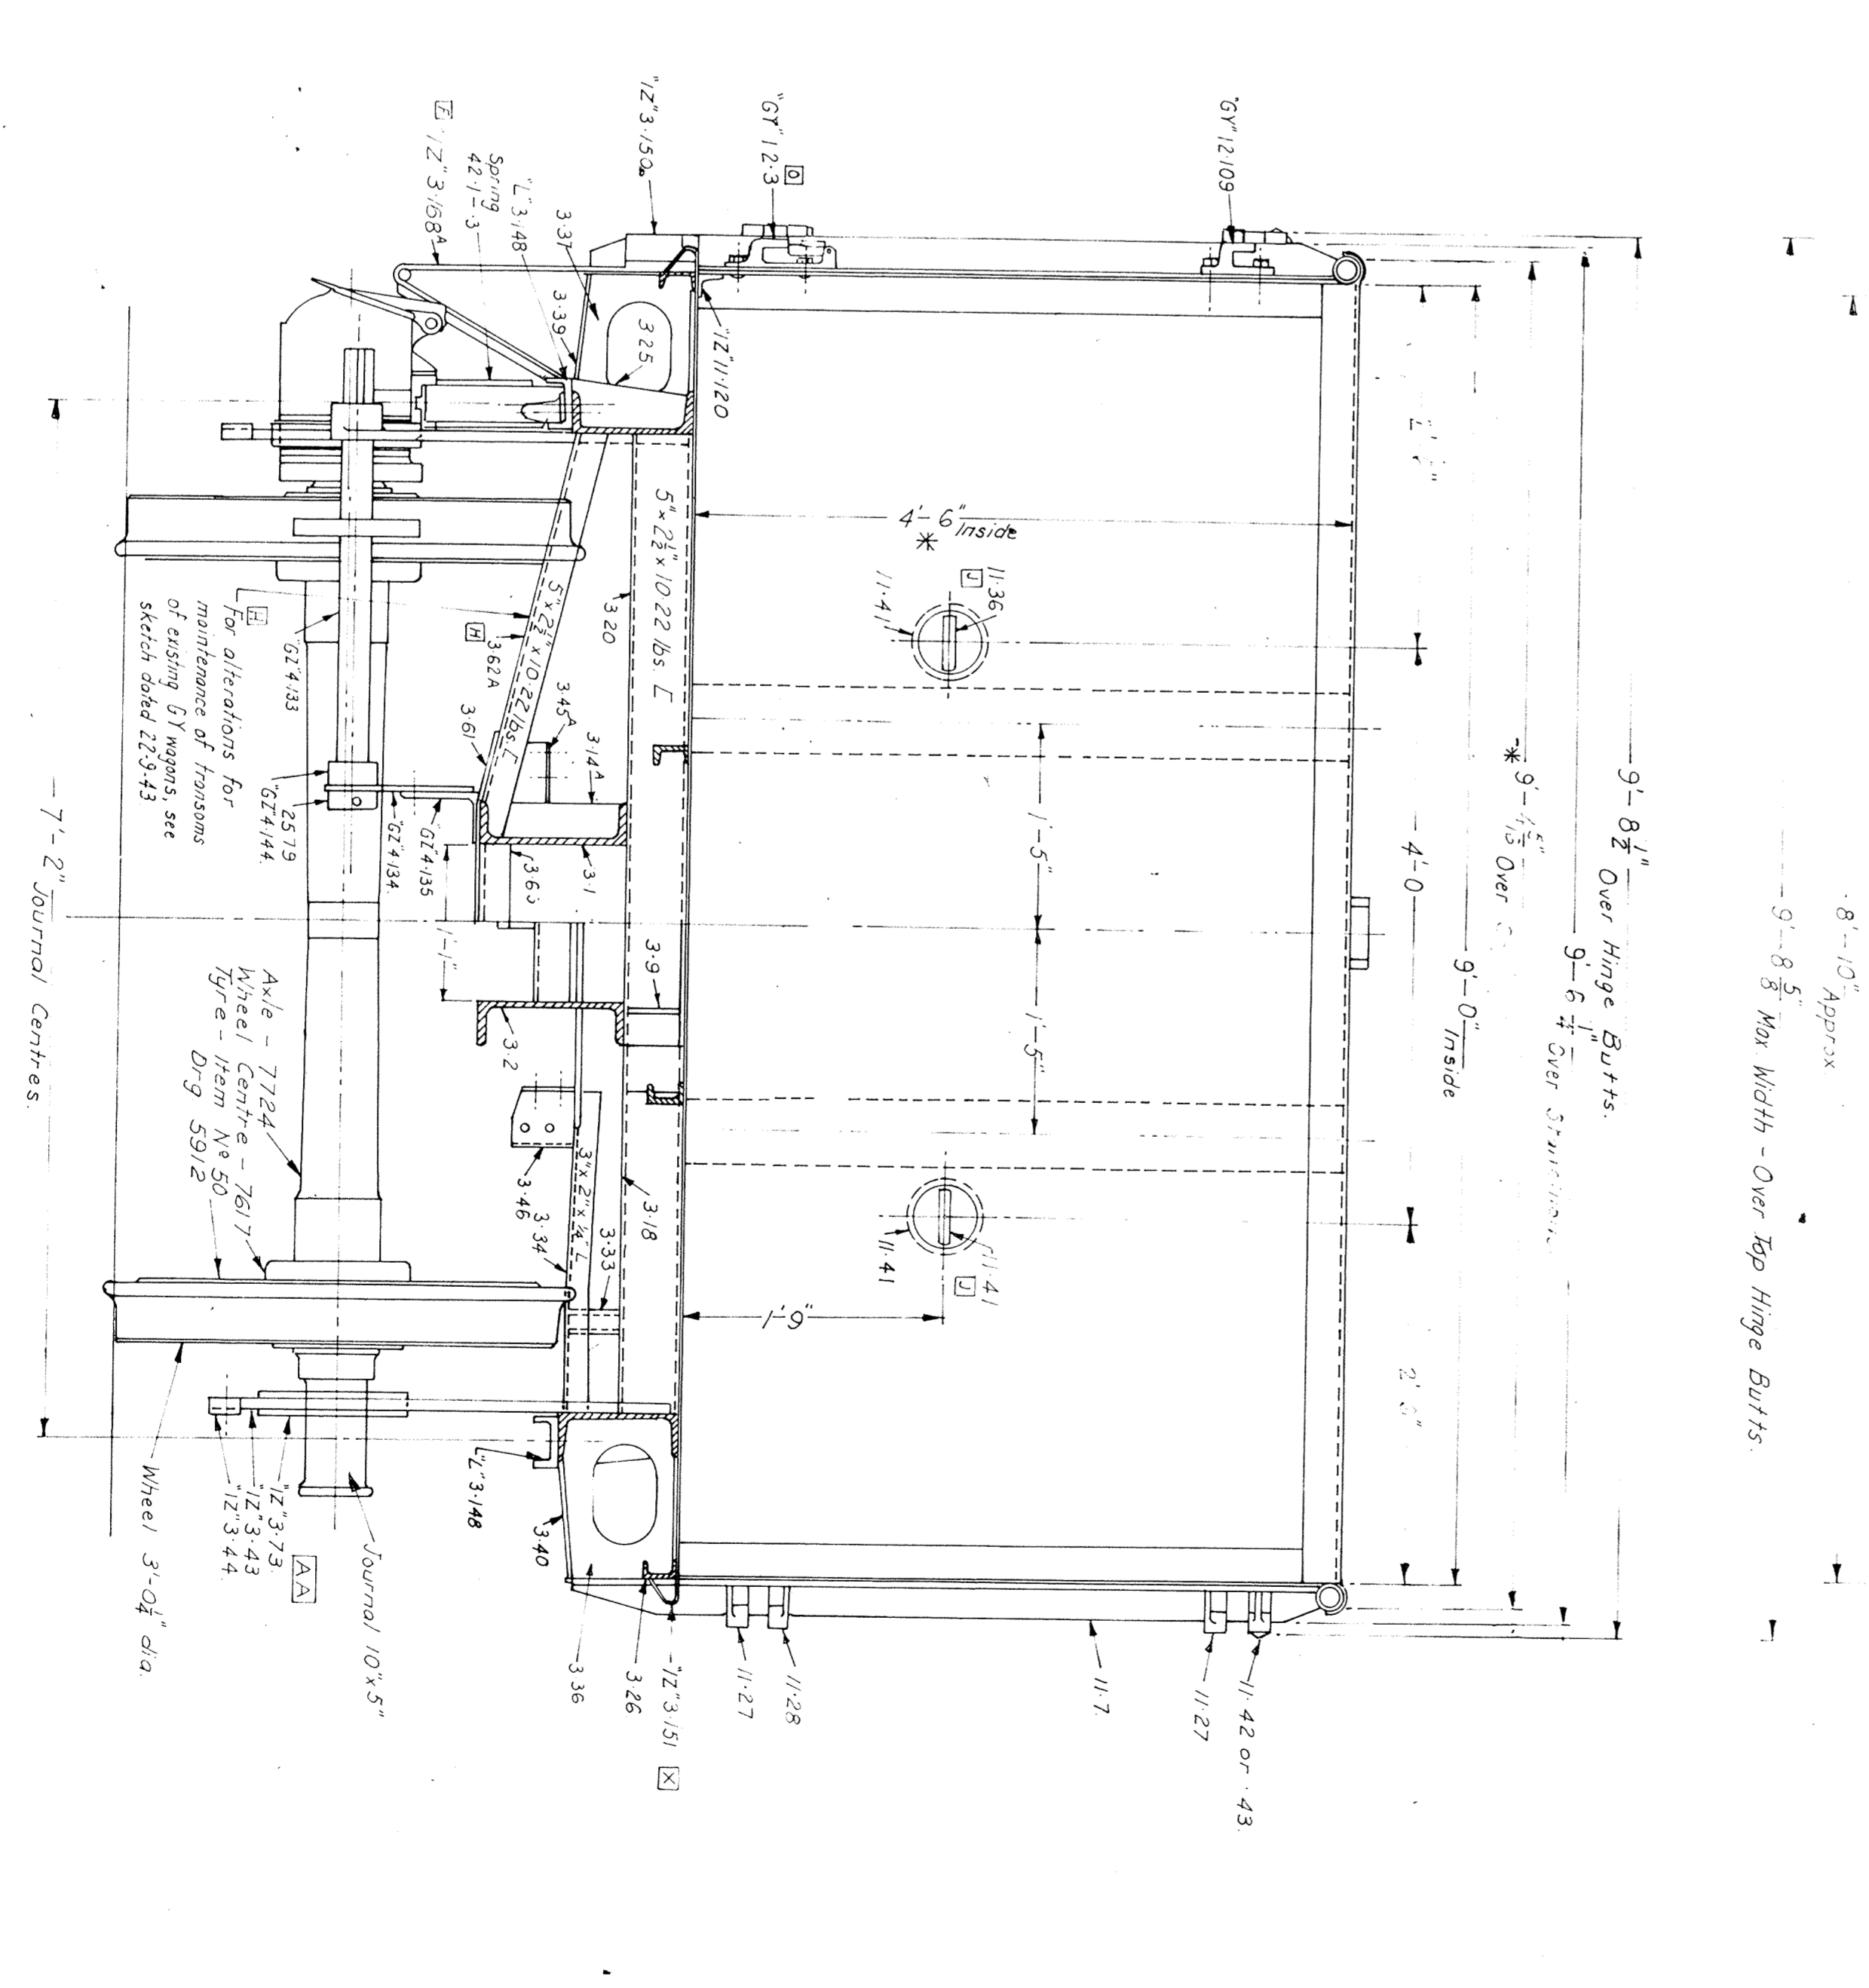 8'-10" Approx.
9'-8 5/8" Max. Width - Over Top Hinge Butts.
9'-8 1/2" Over Hinge Butts.
9'-6 1/4" Over
* Over
9'-0" Inside
4'-0
"GY"12·109
"GY"12·3
O
"IZ"3·150
3·37
"L"3·148
Spring
42·1-·3
F "IZ"3·168A
3·39
325
"IZ"11·120
4'-6" Inside
*
11·36
J
11·41
1'-5"
1'-5"
11·41
J
11·41
1'-6"
5" × 2 1/2" × 10·22 lbs. [
3·20
5" × 2 1/2" × 10·22 lbs. [
H
3·62A
3·61
3·45A
3·14A
3·1
3·63
1'-1"
3·9
3·2
3·46
3·34
3" × 2" × 1/4" L
3·33
3·18
H
For alterations for
maintenance of transoms
of existing GY wagons, see
sketch dated 22·9·43
"GZ"4·133
2579
"GZ"4·144.
"GZ"4·134.
"GZ"4·135
Axle - 7724
Wheel Centre - 7617
Tyre - Item No 50
Drg 5912
"L"3·148
3·40
3·36
3·26
"IZ"3·151 X
11·27
11·28
11·7
11·27
11·42 or ·43.
Journal 10"x5"
AA
"IZ"3·73.
"IZ"3·43
"IZ"3·44
Wheel 3'-0 1/4" dia.
7'-2" Journal Centres.